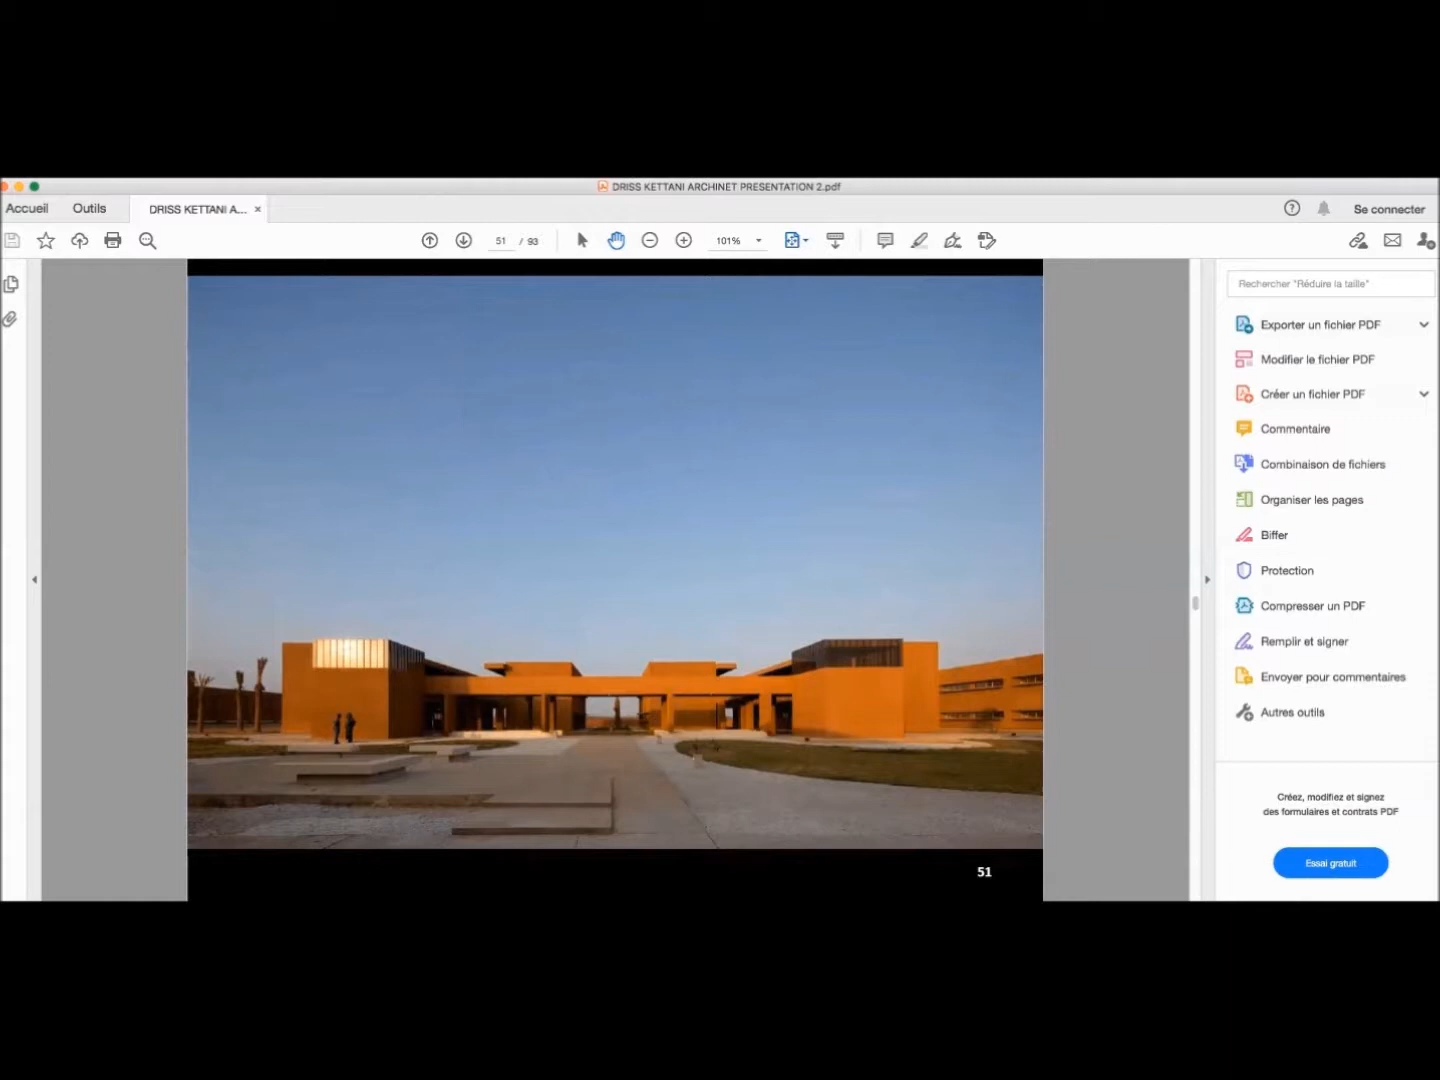 DRISS KETTANI ARCHINET PRESENTATION 2.pdf
Accueil Outils DRISS KETTANI A... ×
Se connecter
51 / 93 101%
Rechercher "Réduire la taille"
Exporter un fichier PDF
Modifier le fichier PDF
Créer un fichier PDF
Commentaire
Combinaison de fichiers
Organiser les pages
Biffer
Protection
Compresser un PDF
Remplir et signer
Envoyer pour commentaires
Autres outils
Créez, modifiez et signez
des formulaires et contrats PDF
Essai gratuit
51